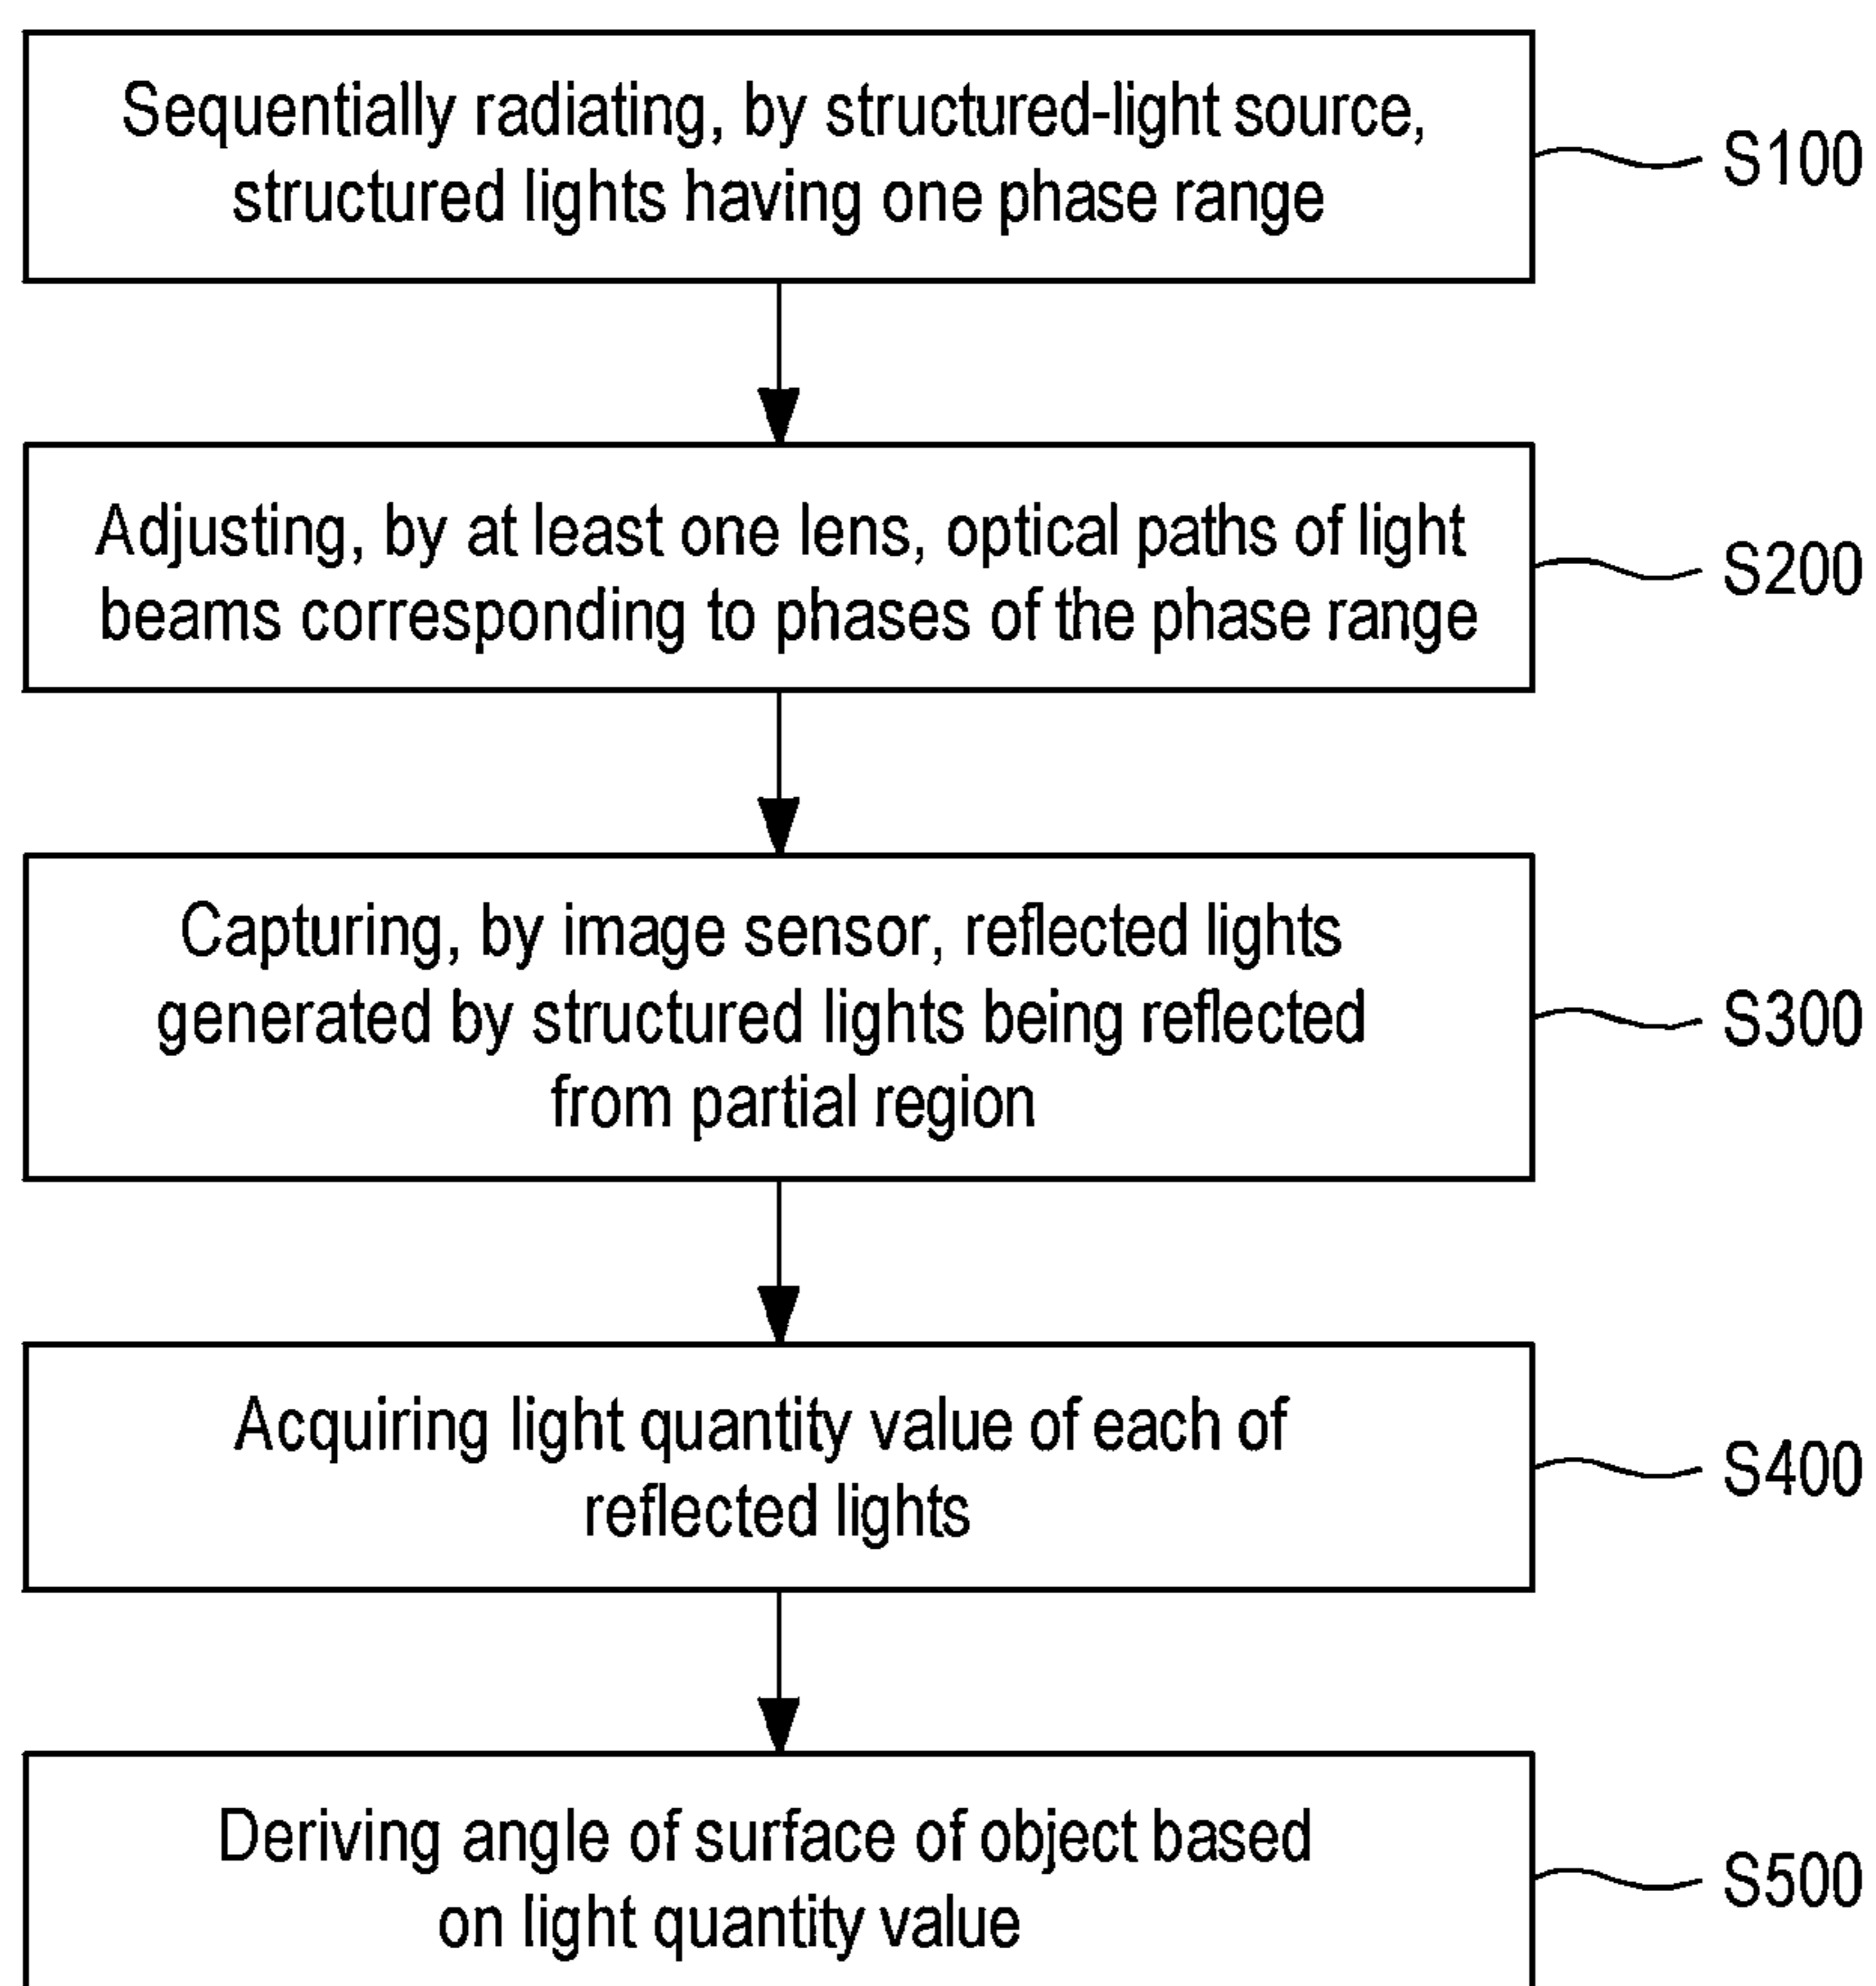 Sequentially radiating, by structured-light source,
structured lights having one phase range
S100
Adjusting, by at least one lens, optical paths of light
beams corresponding to phases of the phase range
S200
Capturing, by image sensor, reflected lights
generated by structured lights being reflected
from partial region
S300
Acquiring light quantity value of each of
reflected lights
S400
Deriving angle of surface of object based
on light quantity value
S500